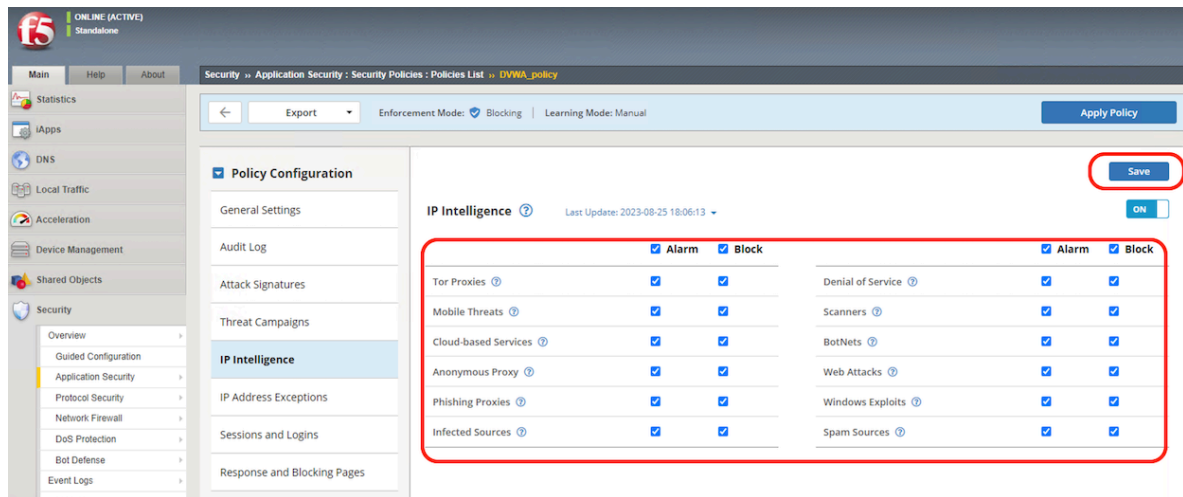 f5
ONLINE (ACTIVE)
Standalone
Main Help About
Security » Application Security : Security Policies : Policies List » DVWA_policy
Statistics
iApps
DNS
Local Traffic
Acceleration
Device Management
Shared Objects
Security
Overview
Guided Configuration
Application Security
Protocol Security
Network Firewall
DoS Protection
Bot Defense
Event Logs
Export Enforcement Mode: Blocking | Learning Mode: Manual Apply Policy
Policy Configuration
General Settings
Audit Log
Attack Signatures
Threat Campaigns
IP Intelligence
IP Address Exceptions
Sessions and Logins
Response and Blocking Pages
Save
IP Intelligence ? Last Update: 2023-08-25 18:06:13 ON
Alarm Block Alarm Block
Tor Proxies ? Denial of Service ?
Mobile Threats ? Scanners ?
Cloud-based Services ? BotNets ?
Anonymous Proxy ? Web Attacks ?
Phishing Proxies ? Windows Exploits ?
Infected Sources ? Spam Sources ?